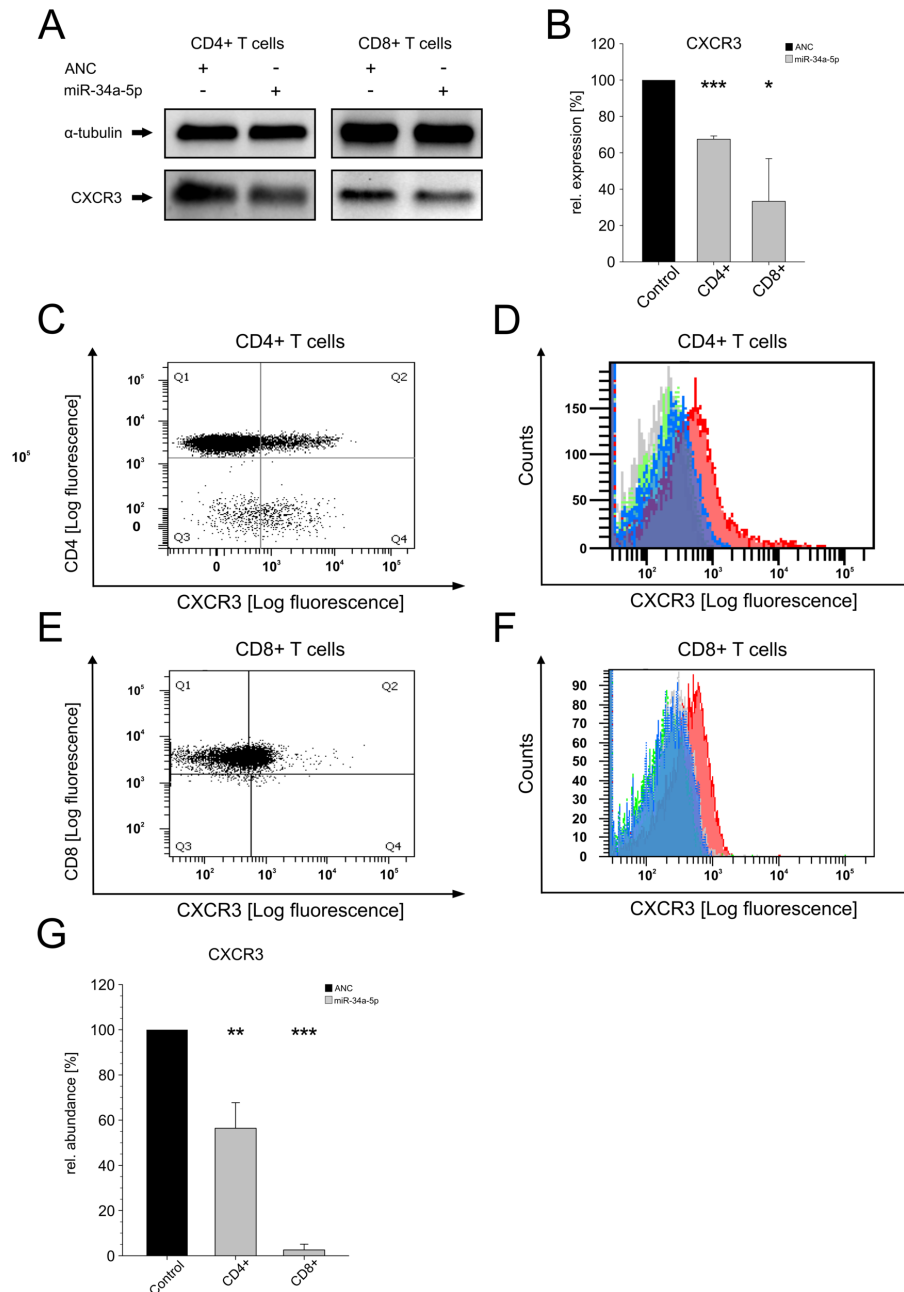 A
CD4+ T cells
CD8+ T cells
ANC + - + -
miR-34a-5p - + - +
α-tubulin
CXCR3
B
CXCR3
ANC
miR-34a-5p
rel. expression [%]
120
100
80
60
40
20
0
Control CD4+ CD8+
*** *
C
CD4+ T cells
CD4 [Log fluorescence]
10⁵
Q1 Q2
10⁵
10⁴
10³
10²
0
Q3 Q4
0 10² 10³ 10⁴ 10⁵
CXCR3 [Log fluorescence]
D
CD4+ T cells
Counts
150
100
50
0
10² 10³ 10⁴ 10⁵
CXCR3 [Log fluorescence]
E
CD8+ T cells
CD8 [Log fluorescence]
Q1 Q2
10⁵
10⁴
10³
10²
Q3 Q4
10² 10³ 10⁴ 10⁵
CXCR3 [Log fluorescence]
F
CD8+ T cells
Counts
90
80
70
60
50
40
30
20
10
0
10² 10³ 10⁴ 10⁵
CXCR3 [Log fluorescence]
G
CXCR3
ANC
miR-34a-5p
rel. abundance [%]
120
100
80
60
40
20
0
** ***
Control CD4+ CD8+